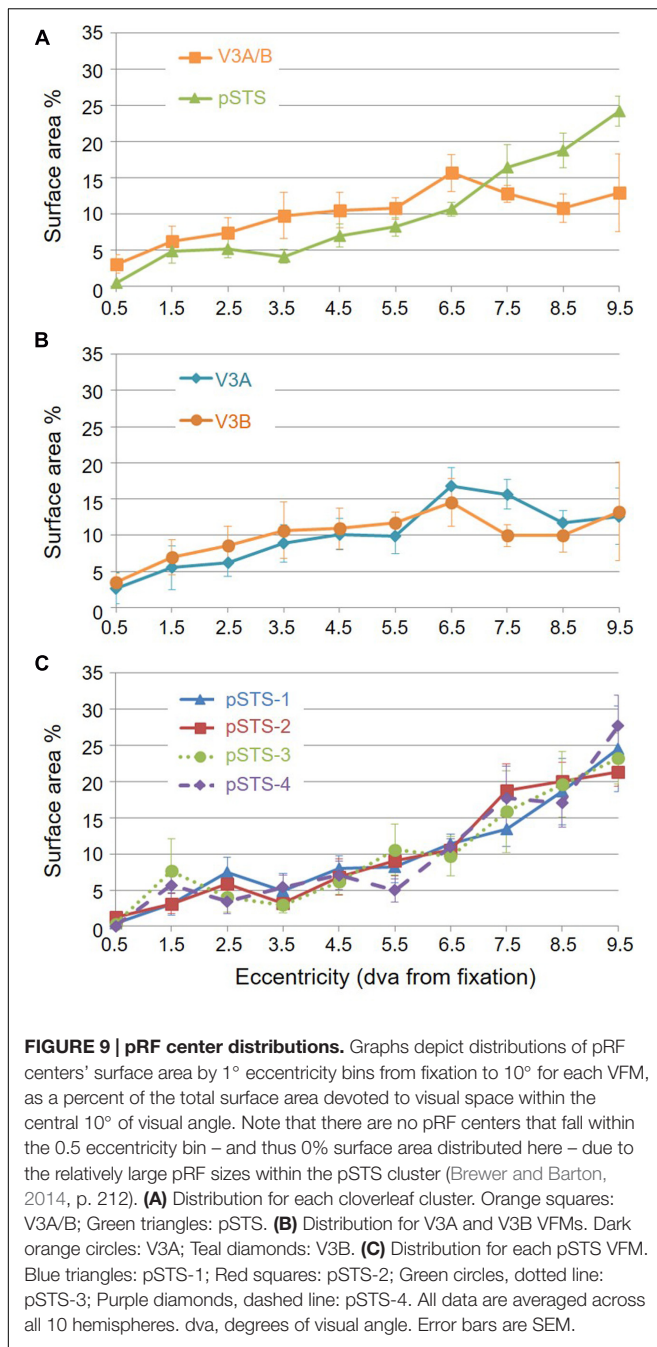 A
35
30
25
20
15
10
5
0
Surface area %
V3A/B
pSTS
0.5 1.5 2.5 3.5 4.5 5.5 6.5 7.5 8.5 9.5
B
35
30
25
20
15
10
5
0
Surface area %
V3A
V3B
0.5 1.5 2.5 3.5 4.5 5.5 6.5 7.5 8.5 9.5
C
35
30
25
20
15
10
5
0
Surface area %
pSTS-1
pSTS-2
pSTS-3
pSTS-4
0.5 1.5 2.5 3.5 4.5 5.5 6.5 7.5 8.5 9.5
Eccentricity (dva from fixation)
FIGURE 9 | pRF center distributions. Graphs depict distributions of pRF
centers' surface area by 1° eccentricity bins from fixation to 10° for each VFM,
as a percent of the total surface area devoted to visual space within the
central 10° of visual angle. Note that there are no pRF centers that fall within
the 0.5 eccentricity bin – and thus 0% surface area distributed here – due to
the relatively large pRF sizes within the pSTS cluster (Brewer and Barton,
2014, p. 212). (A) Distribution for each cloverleaf cluster. Orange squares:
V3A/B; Green triangles: pSTS. (B) Distribution for V3A and V3B VFMs. Dark
orange circles: V3A; Teal diamonds: V3B. (C) Distribution for each pSTS VFM.
Blue triangles: pSTS-1; Red squares: pSTS-2; Green circles, dotted line:
pSTS-3; Purple diamonds, dashed line: pSTS-4. All data are averaged across
all 10 hemispheres. dva, degrees of visual angle. Error bars are SEM.